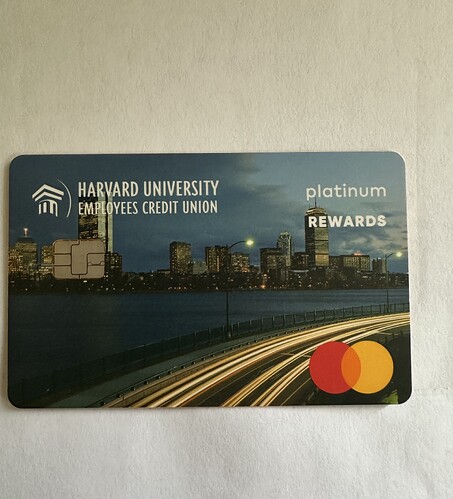 HARVARD UNIVERSITY
EMPLOYEES CREDIT UNION
platinum
REWARDS